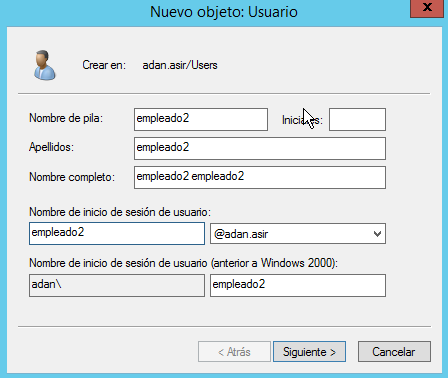 Nuevo objeto: Usuario
x
Crear en: adan.asir/Users
Nombre de pila: empleado2 Iniciales:
Apellidos: empleado2
Nombre completo: empleado2 empleado2
Nombre de inicio de sesión de usuario:
empleado2 @adan.asir
Nombre de inicio de sesión de usuario (anterior a Windows 2000):
adan\ empleado2
< Atrás Siguiente > Cancelar